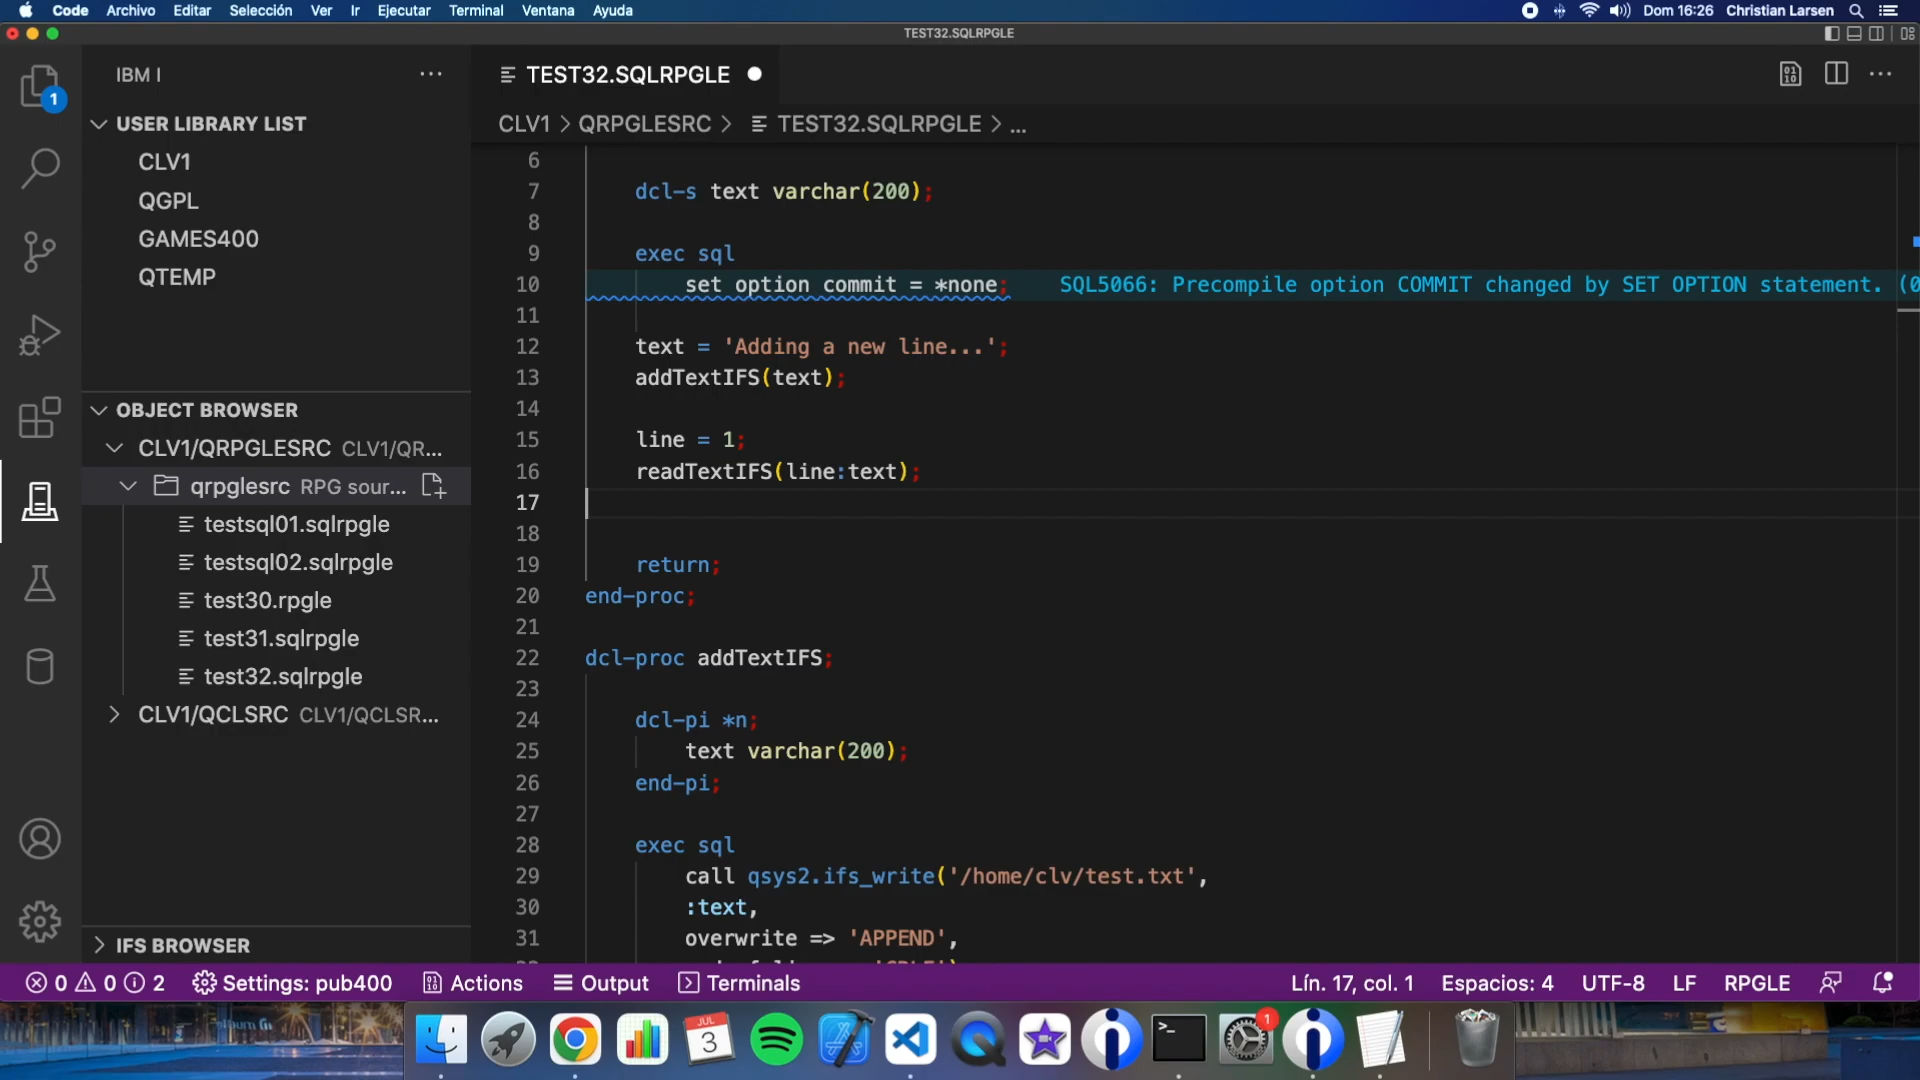 Code Archivo Editar Selección Ver Ir Ejecutar Terminal Ventana Ayuda Dom 16:26 Christian Larsen
TEST32.SQLRPGLE
IBM I
USER LIBRARY LIST
CLV1
QGPL
GAMES400
QTEMP
OBJECT BROWSER
CLV1/QRPGLESRC CLV1/QR...
qrpglesrc RPG sour...
testsql01.sqlrpgle
testsql02.sqlrpgle
test30.rpgle
test31.sqlrpgle
test32.sqlrpgle
CLV1/QCLSRC CLV1/QCLSR...
IFS BROWSER
1
TEST32.SQLRPGLE
CLV1 > QRPGLESRC > TEST32.SQLRPGLE > ...
6
7 dcl-s text varchar(200);
8
9 exec sql
10 set option commit = *none; SQL5066: Precompile option COMMIT changed by SET OPTION statement. (0
11
12 text = 'Adding a new line...';
13 addTextIFS(text);
14
15 line = 1;
16 readTextIFS(line:text);
17
18
19 return;
20 end-proc;
21
22 dcl-proc addTextIFS;
23
24 dcl-pi *n;
25 text varchar(200);
26 end-pi;
27
28 exec sql
29 call qsys2.ifs_write('/home/clv/test.txt',
30 :text,
31 overwrite => 'APPEND',
0 0 2 Settings: pub400 Actions Output Terminals Lín. 17, col. 1 Espacios: 4 UTF-8 LF RPGLE
JUL
3
1